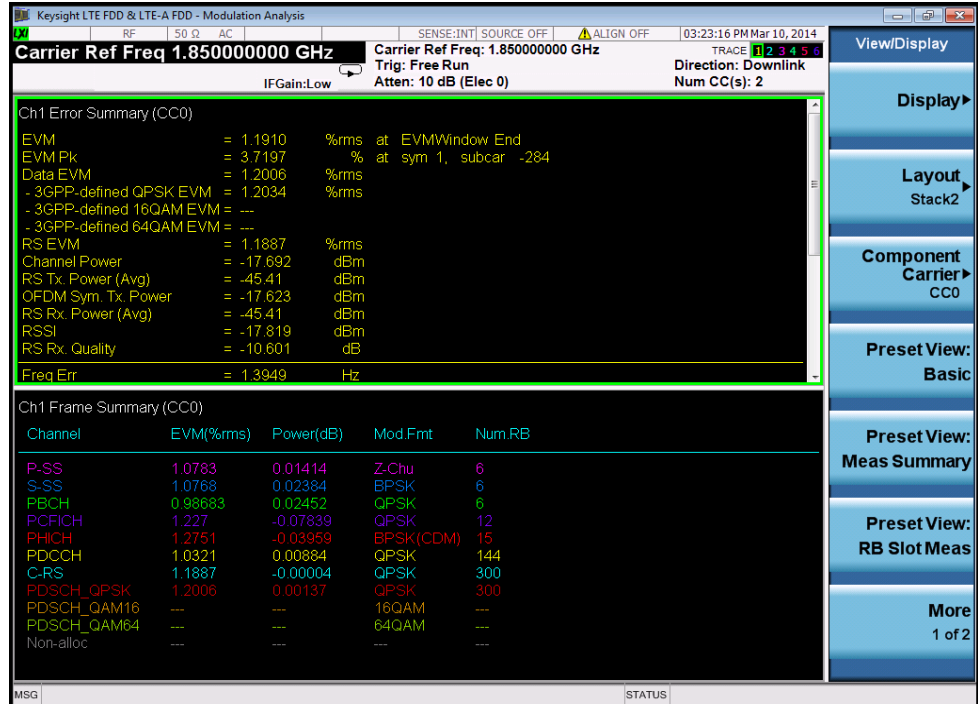 Keysight LTE FDD & LTE-A FDD - Modulation Analysis
LXI RF 50 Ω AC SENSE:INT SOURCE OFF ALIGN OFF 03:23:16 PM Mar 10, 2014
Carrier Ref Freq 1.850000000 GHz Carrier Ref Freq: 1.850000000 GHz TRACE 1 2 3 4 5 6
Trig: Free Run Direction: Downlink
IFGain:Low Atten: 10 dB (Elec 0) Num CC(s): 2
Ch1 Error Summary (CC0)
EVM = 1.1910 %rms at EVMWindow End
EVM Pk = 3.7197 % at sym 1, subcar -284
Data EVM = 1.2006 %rms
- 3GPP-defined QPSK EVM = 1.2034 %rms
- 3GPP-defined 16QAM EVM = ---
- 3GPP-defined 64QAM EVM = ---
RS EVM = 1.1887 %rms
Channel Power = -17.692 dBm
RS Tx. Power (Avg) = -45.41 dBm
OFDM Sym. Tx. Power = -17.623 dBm
RS Rx. Power (Avg) = -45.41 dBm
RSSI = -17.819 dBm
RS Rx. Quality = -10.601 dB
Freq Err = 1.3949 Hz
Ch1 Frame Summary (CC0)
Channel EVM(%rms) Power(dB) Mod.Fmt Num.RB
P-SS 1.0783 0.01414 Z-Chu 6
S-SS 1.0768 0.02384 BPSK 6
PBCH 0.98683 0.02452 QPSK 6
PCFICH 1.227 -0.07839 QPSK 12
PHICH 1.2751 -0.03959 BPSK(CDM) 15
PDCCH 1.0321 0.00884 QPSK 144
C-RS 1.1887 -0.00004 QPSK 300
PDSCH_QPSK 1.2006 0.00137 QPSK 300
PDSCH_QAM16 --- --- 16QAM ---
PDSCH_QAM64 --- --- 64QAM ---
Non-alloc --- --- --- ---
MSG STATUS
View/Display
Display
Layout
Stack2
Component
Carrier
CC0
Preset View:
Basic
Preset View:
Meas Summary
Preset View:
RB Slot Meas
More
1 of 2